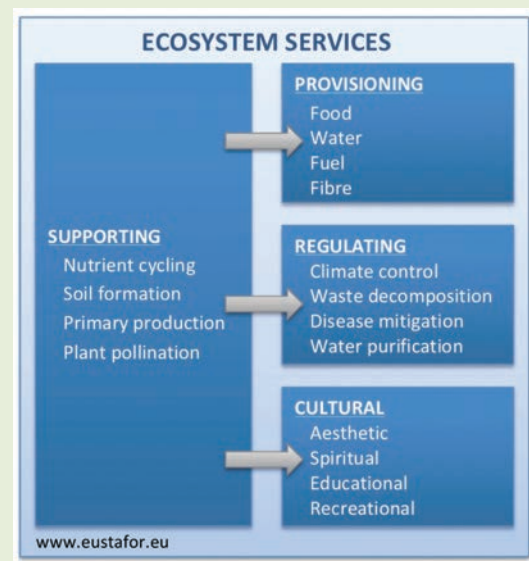 ECOSYSTEM SERVICES
SUPPORTING
Nutrient cycling
Soil formation
Primary production
Plant pollination
PROVISIONING
Food
Water
Fuel
Fibre
REGULATING
Climate control
Waste decomposition
Disease mitigation
Water purification
CULTURAL
Aesthetic
Spiritual
Educational
Recreational
www.eustafor.eu